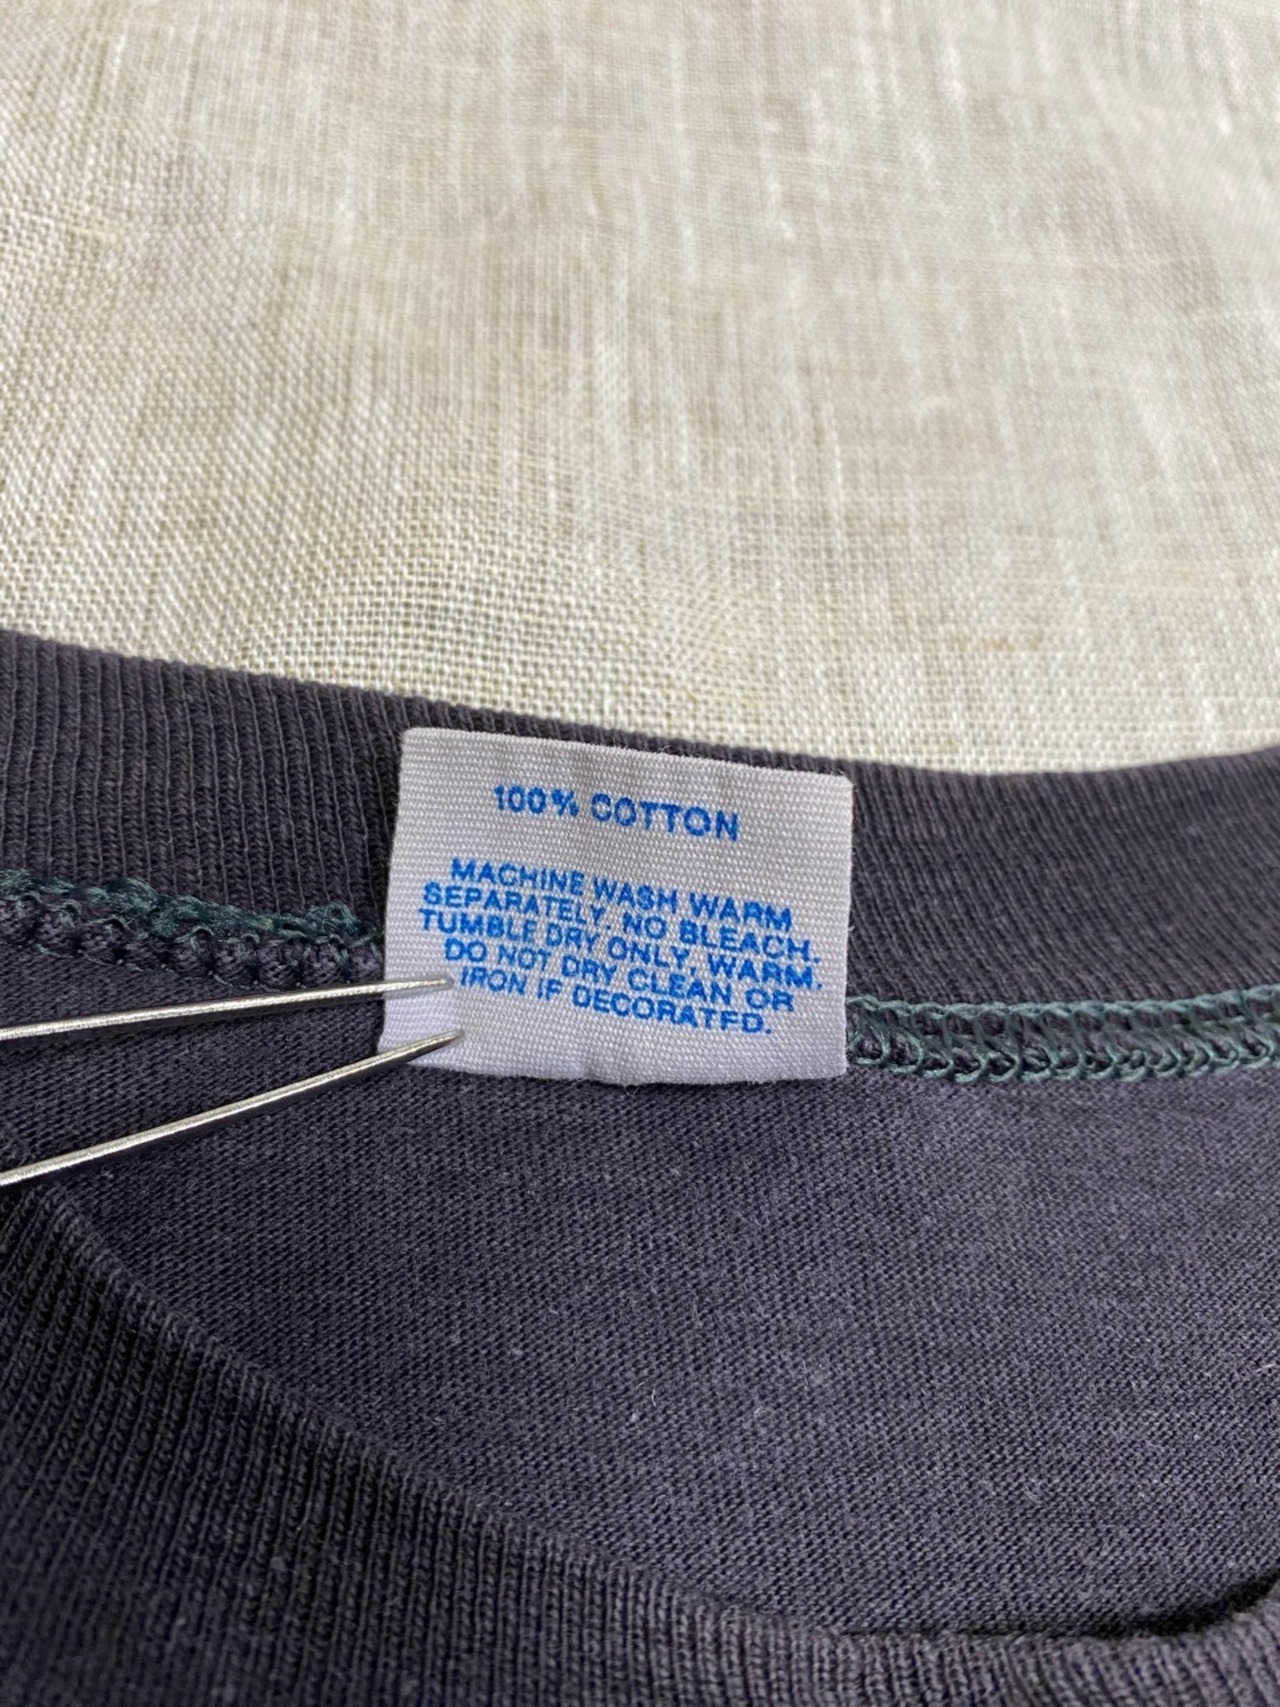 100% COTTON
MACHINE WASH WARM
SEPARATELY, NO BLEACH.
TUMBLE DRY ONLY, WARM.
DO NOT DRY CLEAN OR
IRON IF DECORATED.